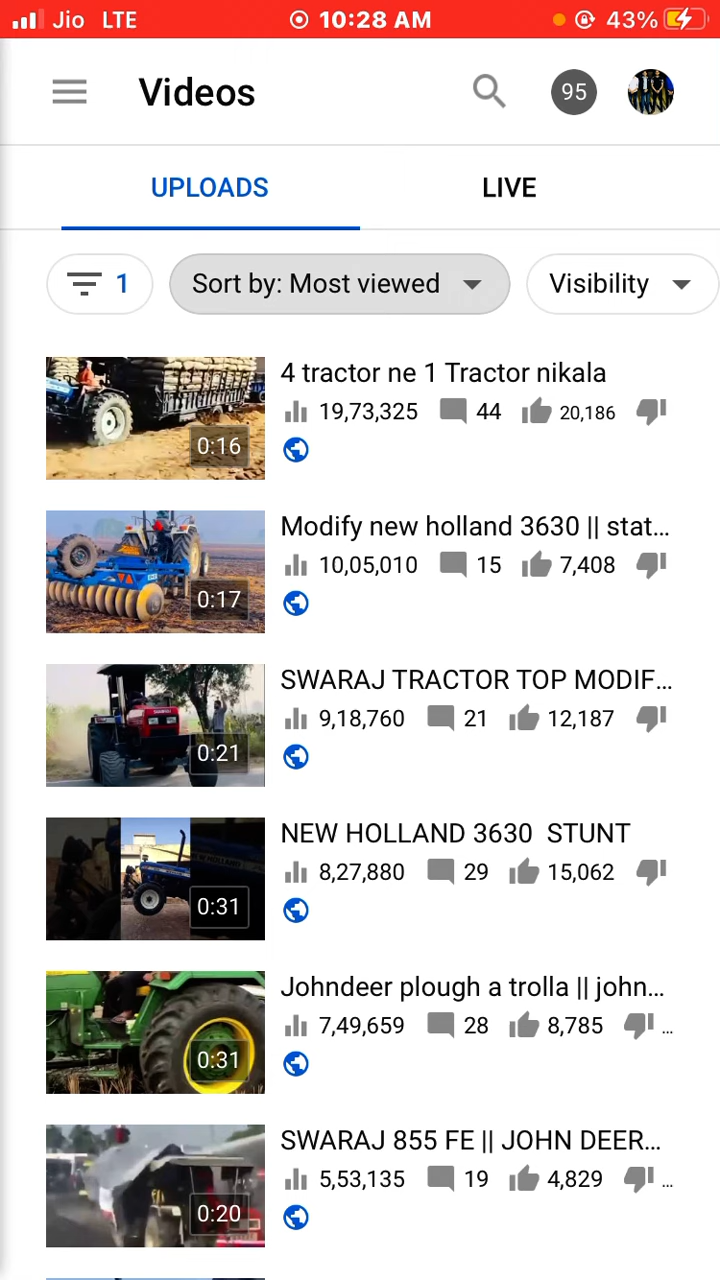 Jio LTE 10:28 AM 43%
Videos 95
UPLOADS LIVE
1 Sort by: Most viewed Visibility
4 tractor ne 1 Tractor nikala
19,73,325 44 20,186
0:16
Modify new holland 3630 || stat...
10,05,010 15 7,408
0:17
SWARAJ TRACTOR TOP MODIF...
9,18,760 21 12,187
0:21
NEW HOLLAND 3630 STUNT
8,27,880 29 15,062
0:31
Johndeer plough a trolla || john...
7,49,659 28 8,785 ...
0:31
SWARAJ 855 FE || JOHN DEER...
5,53,135 19 4,829 ...
0:20